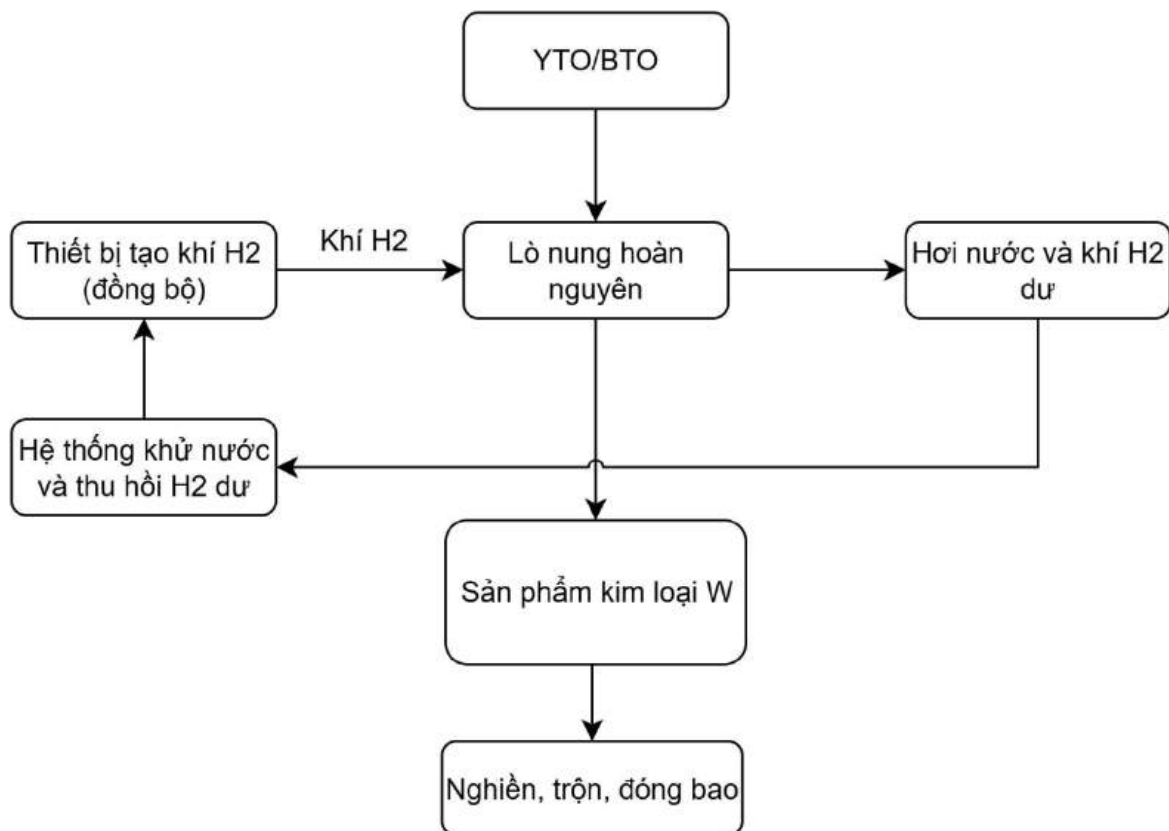 YTO/BTO
Thiết bị tạo khí H2
(đồng bộ)
Khí H2
Lò nung hoàn
nguyên
Hơi nước và khí H2
dư
Hệ thống khử nước
và thu hồi H2 dư
Sản phẩm kim loại W
Nghiền, trộn, đóng bao